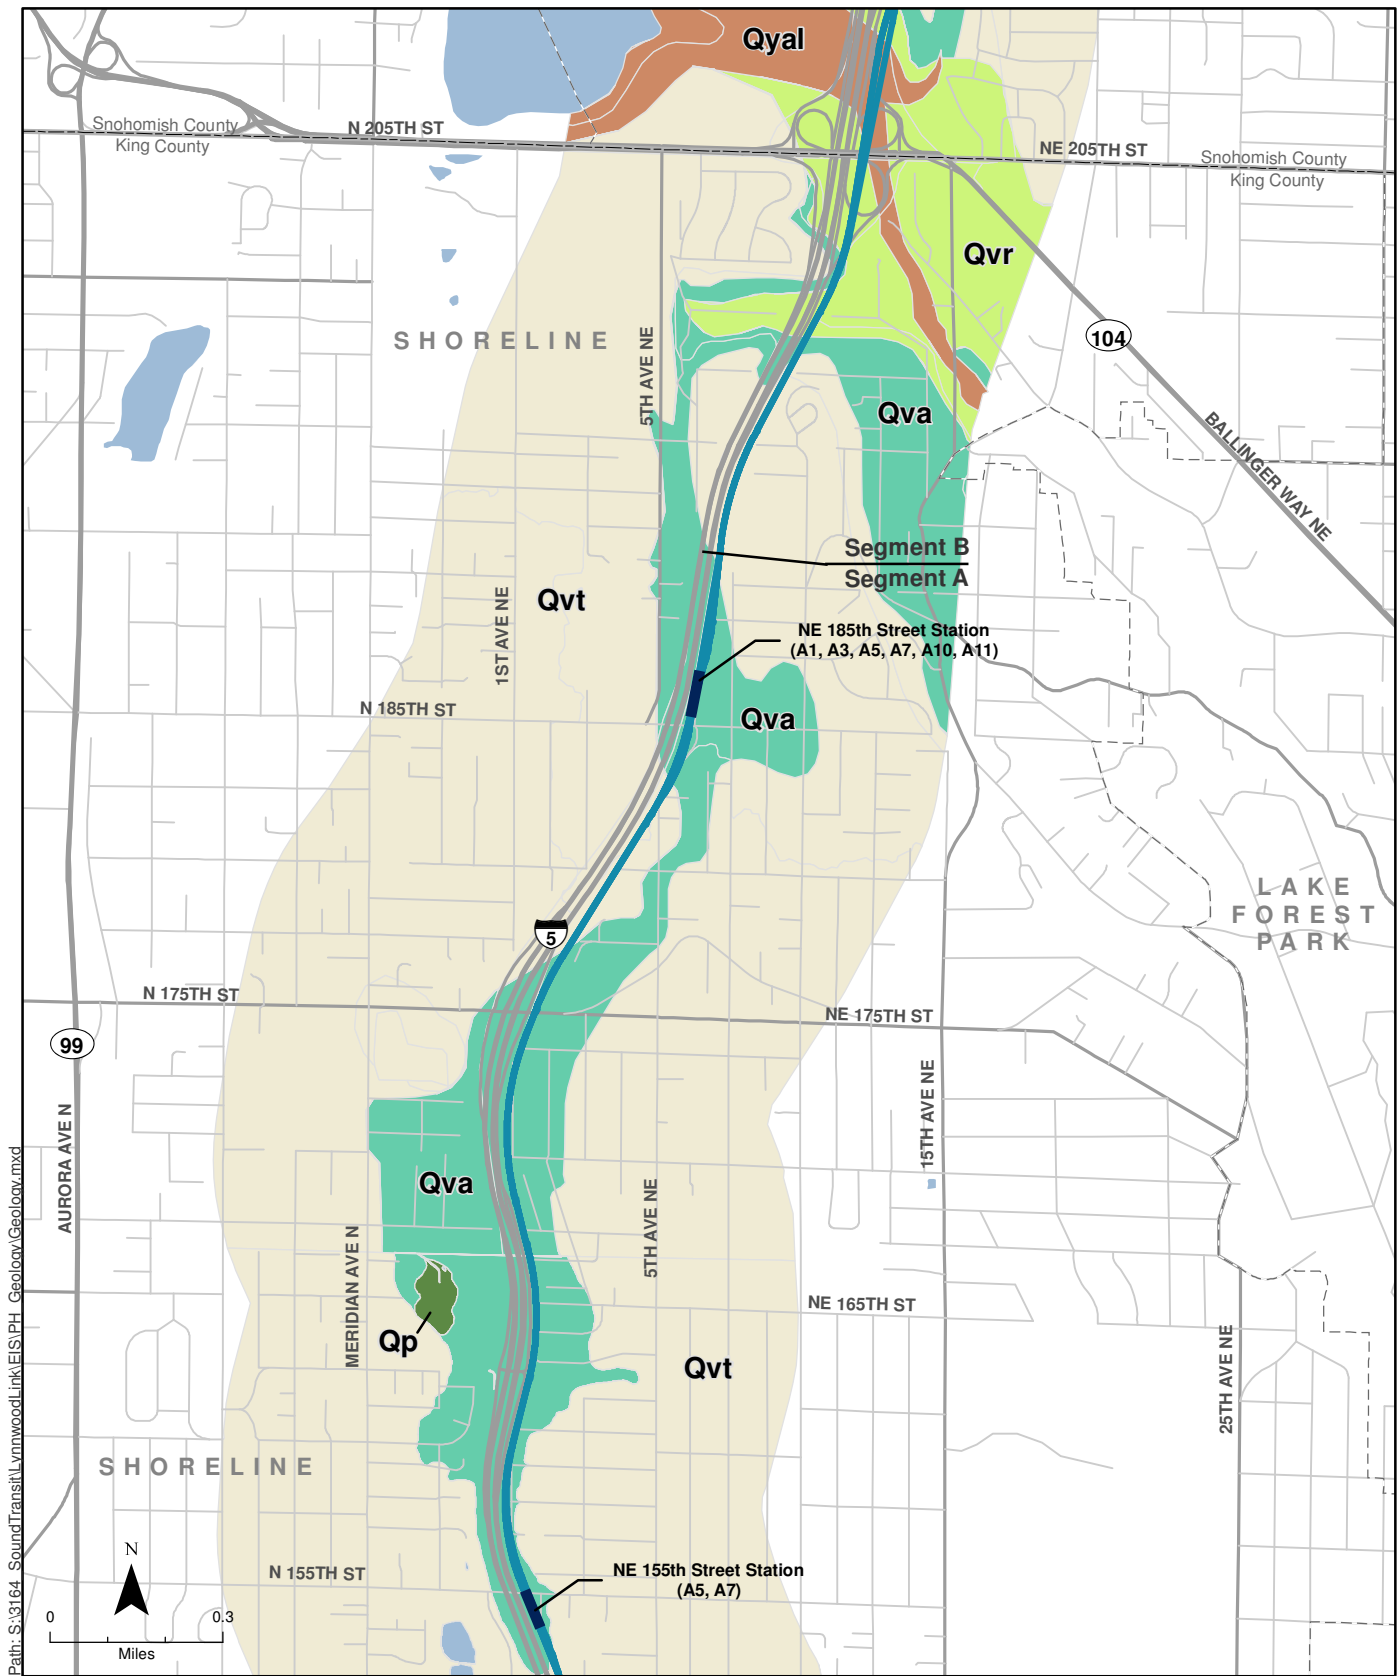 Qyal
Snohomish County
King County
N 205TH ST
NE 205TH ST
Snohomish County
King County
Qvr
SHORELINE
5TH AVE NE
104
BALLINGER WAY NE
Qva
Segment B
Segment A
Qvt
1ST AVE NE
NE 185th Street Station
(A1, A3, A5, A7, A10, A11)
N 185TH ST
Qva
LAKE
FOREST
PARK
5
N 175TH ST
NE 175TH ST
99
AURORA AVE N
15TH AVE NE
Qva
5TH AVE NE
MERIDIAN AVE N
NE 165TH ST
Qp
Qvt
25TH AVE NE
SHORELINE
N
N 155TH ST
NE 155th Street Station
(A5, A7)
0 0.3
Miles
Path: S:\3164_SoundTransit\LynnwoodLink\EIS\PH_Geology\Geology.mxd